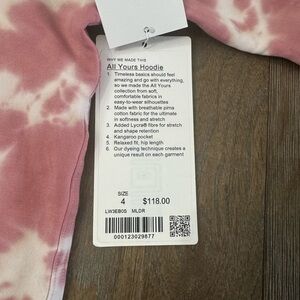 WHY WE MADE THIS
All Yours Hoodie
1. Timeless basics should feel
amazing and go with everything,
so we made the All Yours
collection from soft,
comfortable fabrics in
easy-to-wear silhouettes
2. Made with breathable pima
cotton fabric for the ultimate
in softness and stretch
3. Added Lycra® fibre for stretch
and shape retention
4. Kangaroo pocket
5. Relaxed fit, hip length
6. Our dyeing technique creates a
unique result on each garment
SIZE
4 $118.00
LW3EB0S MLDR
000123029877